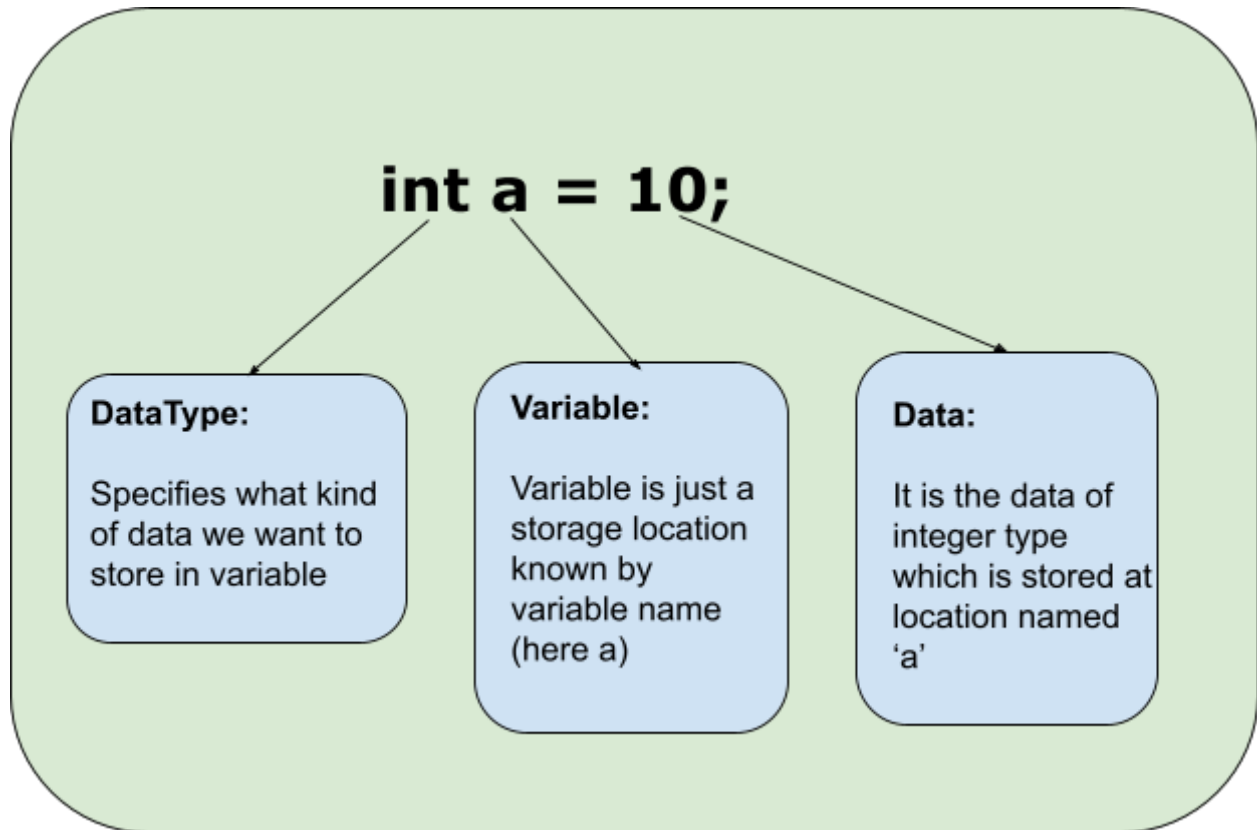 int a = 10;
DataType:
Specifies what kind
of data we want to
store in variable
Variable:
Variable is just a
storage location
known by
variable name
(here a)
Data:
It is the data of
integer type
which is stored at
location named
‘a’